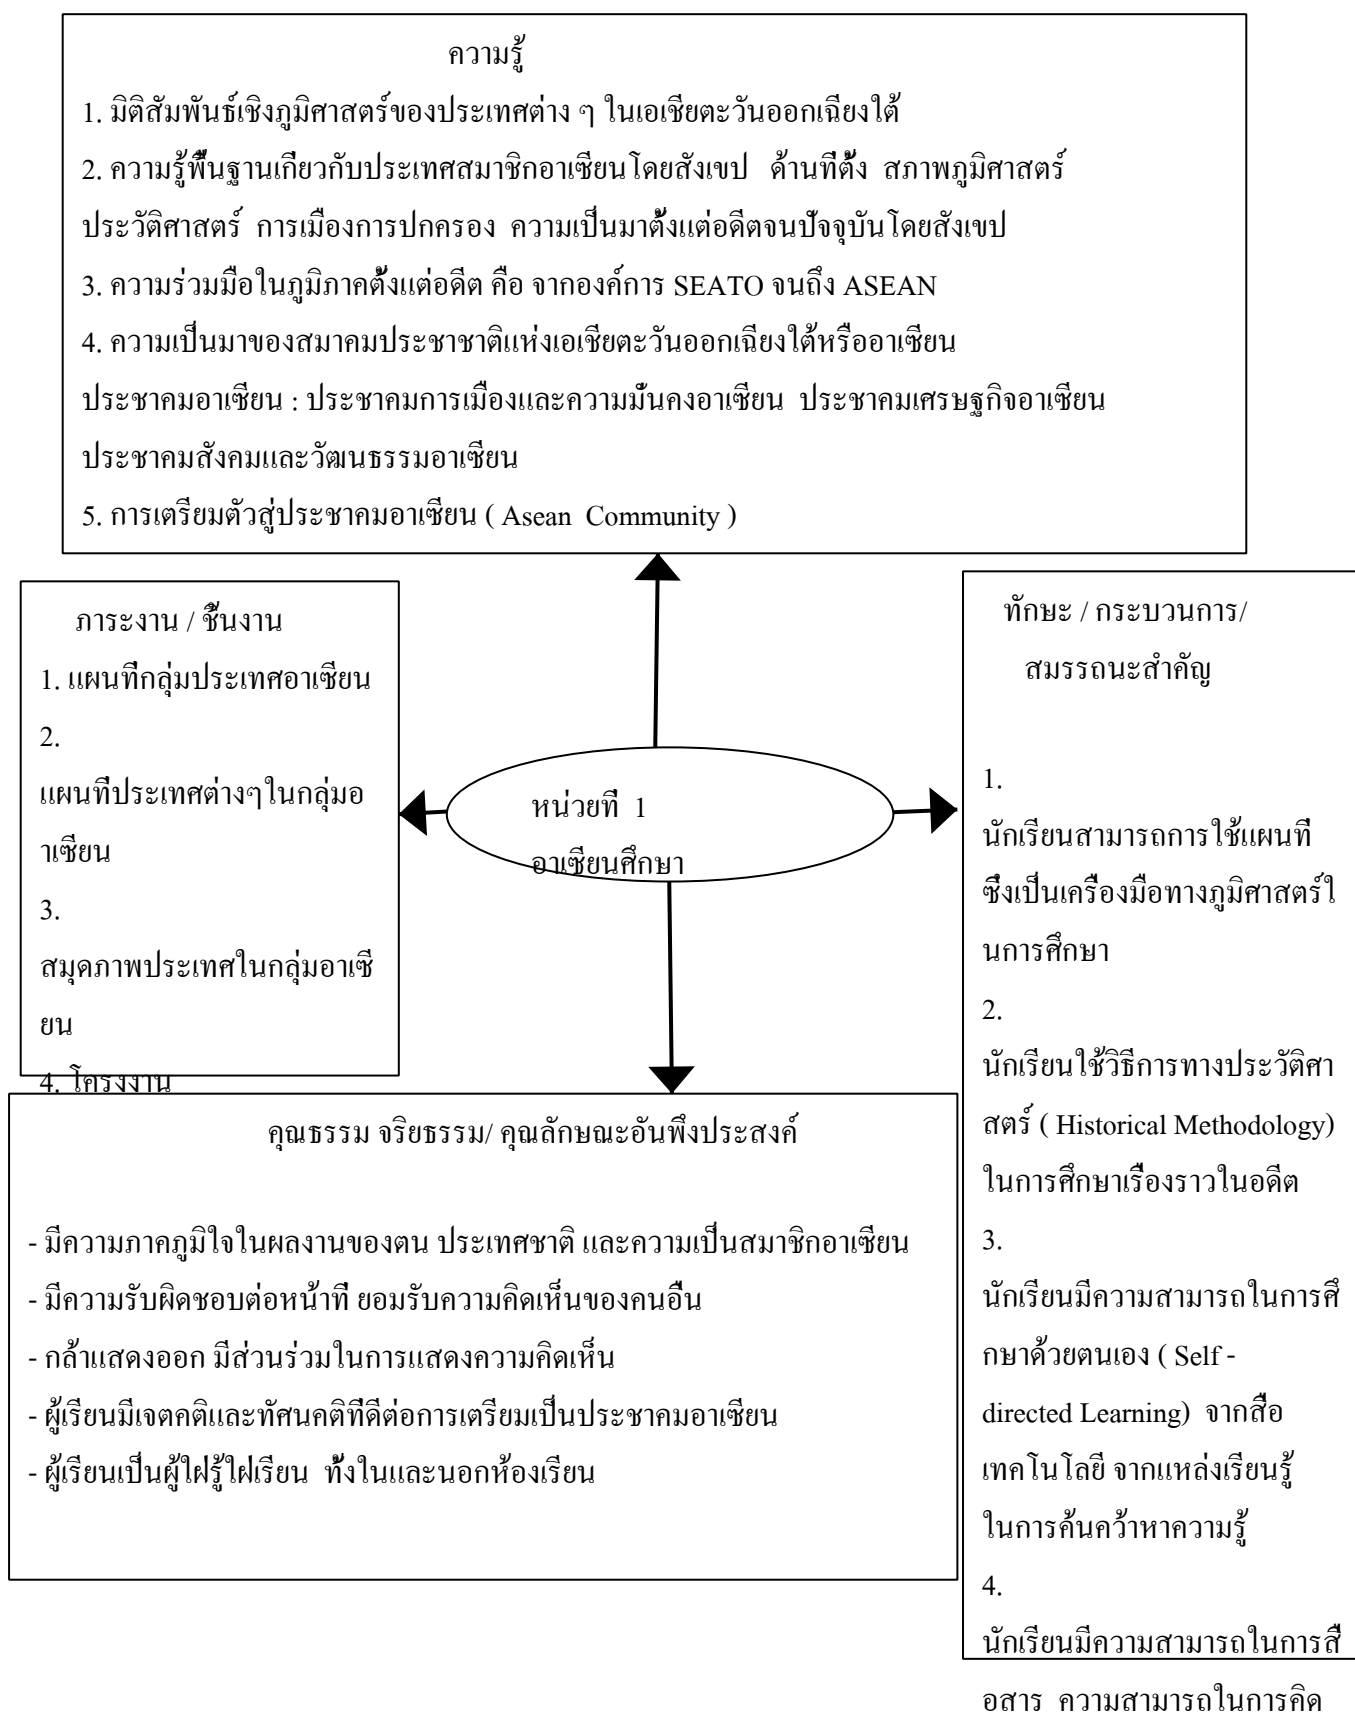 ความรู้
1. มิติสัมพันธ์เชิงภูมิศาสตร์ของประเทศต่าง ๆ ในเอเชียตะวันออกเฉียงใต้
2. ความรู้พื้นฐานเกี่ยวกับประเทศสมาชิกอาเซียนโดยสังเขป ด้านที่ตั้ง สภาพภูมิศาสตร์
ประวัติศาสตร์ การเมืองการปกครอง ความเป็นมาตั้งแต่อดีตจนปัจจุบันโดยสังเขป
3. ความร่วมมือในภูมิภาคตั้งแต่อดีต คือ จากองค์การ SEATO จนถึง ASEAN
4. ความเป็นมาของสมาคมประชาชาติแห่งเอเชียตะวันออกเฉียงใต้หรืออาเซียน
ประชาคมอาเซียน : ประชาคมการเมืองและความมั่นคงอาเซียน ประชาคมเศรษฐกิจอาเซียน
ประชาคมสังคมและวัฒนธรรมอาเซียน
5. การเตรียมตัวสู่ประชาคมอาเซียน ( Asean Community )
ภาระงาน / ชิ้นงาน
1. แผนที่กลุ่มประเทศอาเซียน
2.
แผนที่ประเทศต่างๆในกลุ่มอ
าเซียน
3.
สมุดภาพประเทศในกลุ่มอาเซี
ยน
4. โครงงาน
หน่วยที่ 1
อาเซียนศึกษา
ทักษะ / กระบวนการ/
สมรรถนะสำคัญ
1.
นักเรียนสามารถการใช้แผนที่
ซึ่งเป็นเครื่องมือทางภูมิศาสตร์ใ
นการศึกษา
2.
นักเรียนใช้วิธีการทางประวัติศา
สตร์ ( Historical Methodology)
ในการศึกษาเรื่องราวในอดีต
3.
นักเรียนมีความสามารถในการศึ
กษาด้วยตนเอง ( Self -
directed Learning) จากสื่อ
เทคโนโลยี จากแหล่งเรียนรู้
ในการค้นคว้าหาความรู้
4.
นักเรียนมีความสามารถในการสื่
อสาร ความสามารถในการคิด
คุณธรรม จริยธรรม/ คุณลักษณะอันพึงประสงค์
- มีความภาคภูมิใจในผลงานของตน ประเทศชาติ และความเป็นสมาชิกอาเซียน
- มีความรับผิดชอบต่อหน้าที่ ยอมรับความคิดเห็นของคนอื่น
- กล้าแสดงออก มีส่วนร่วมในการแสดงความคิดเห็น
- ผู้เรียนมีเจตคติและทัศนคติที่ดีต่อการเตรียมเป็นประชาคมอาเซียน
- ผู้เรียนเป็นผู้ใฝ่รู้ใฝ่เรียน ทั้งในและนอกห้องเรียน